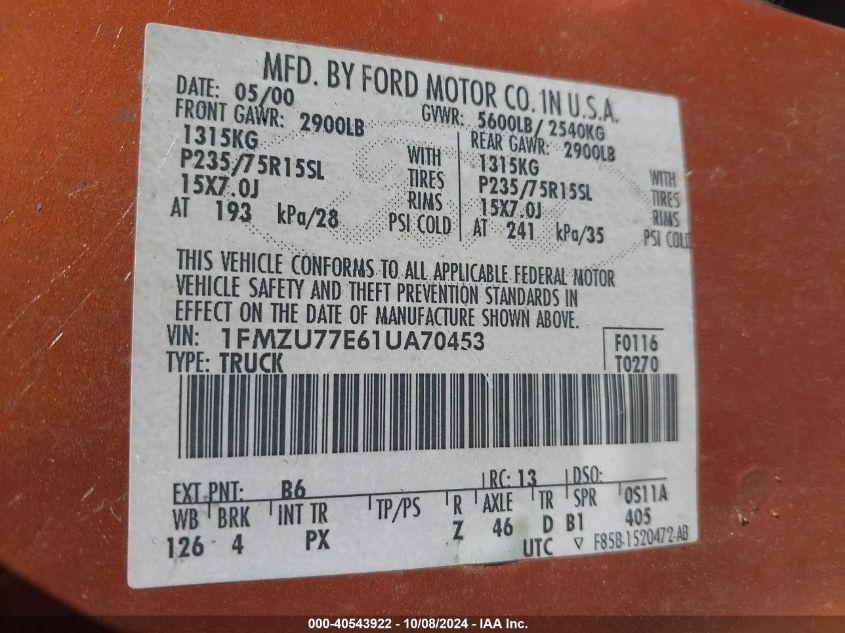 MFD. BY FORD MOTOR CO. IN U.S.A.
DATE: 05/00 GVWR: 5600LB/ 2540KG
FRONT GAWR: 2900LB REAR GAWR: 2900LB
1315KG WITH 1315KG WITH
P235/75R15SL TIRES P235/75R15SL TIRES
15X7.0J RIMS 15X7.0J RIMS
AT 193 kPa/28 PSI COLD AT 241 kPa/35 PSI COLD
THIS VEHICLE CONFORMS TO ALL APPLICABLE FEDERAL MOTOR
VEHICLE SAFETY AND THEFT PREVENTION STANDARDS IN
EFFECT ON THE DATE OF MANUFACTURE SHOWN ABOVE.
VIN: 1FMZU77E61UA70453 F0116
TYPE: TRUCK T0270
EXT PNT: B6 RC: 13 DSO:
WB BRK INT TR TP/PS R AXLE TR SPR 0S11A
126 4 PX Z 46 D B1 405
UTC ▽ F85B-1520472-AB
000-40543922 - 10/08/2024 - IAA Inc.